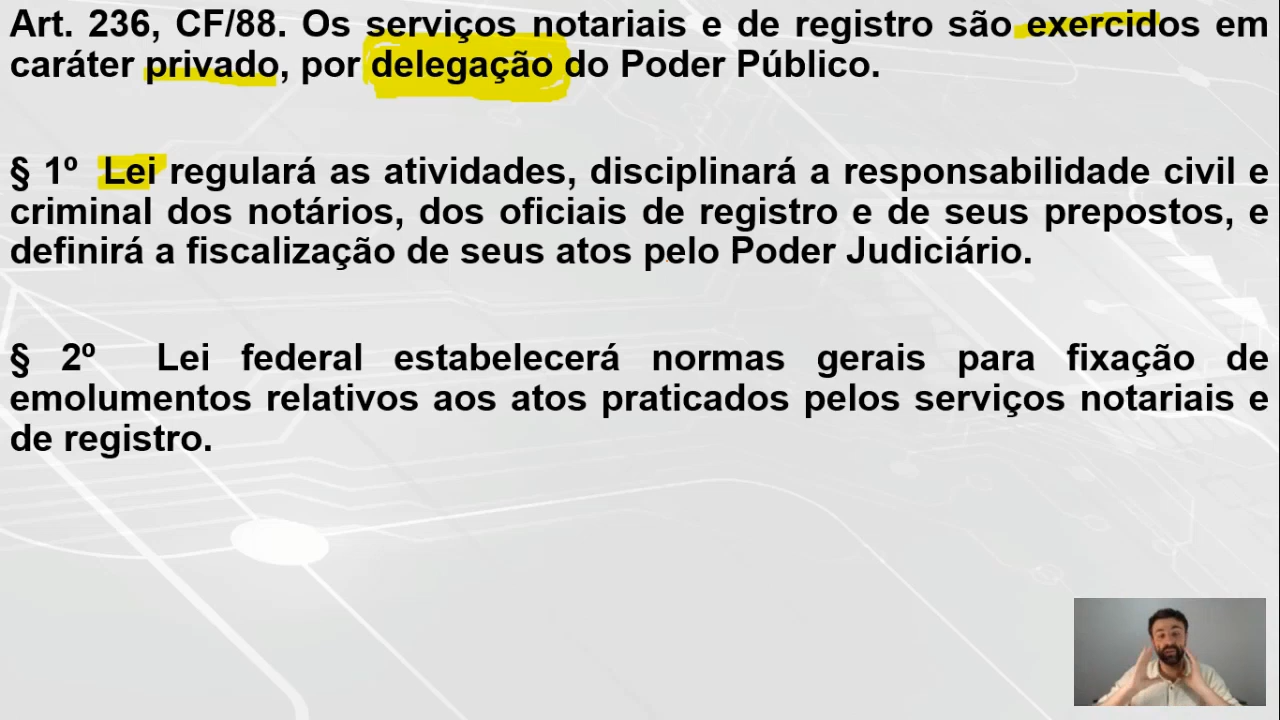 Art. 236, CF/88. Os serviços notariais e de registro são exercidos em
caráter privado, por delegação do Poder Público.
§ 1º Lei regulará as atividades, disciplinará a responsabilidade civil e
criminal dos notários, dos oficiais de registro e de seus prepostos, e
definirá a fiscalização de seus atos pelo Poder Judiciário.
§ 2º Lei federal estabelecerá normas gerais para fixação de
emolumentos relativos aos atos praticados pelos serviços notariais e
de registro.